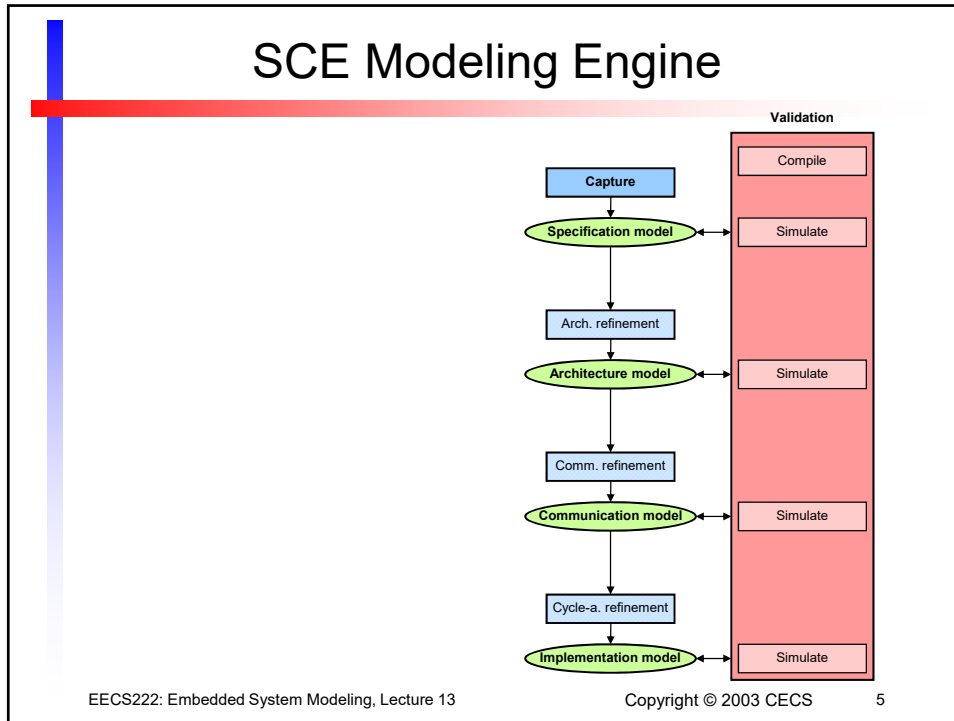 SCE Modeling Engine
Validation
Compile
Capture
Specification model
Simulate
Arch. refinement
Architecture model
Simulate
Comm. refinement
Communication model
Simulate
Cycle-a. refinement
Implementation model
Simulate
EECS222: Embedded System Modeling, Lecture 13
Copyright © 2003 CECS
5